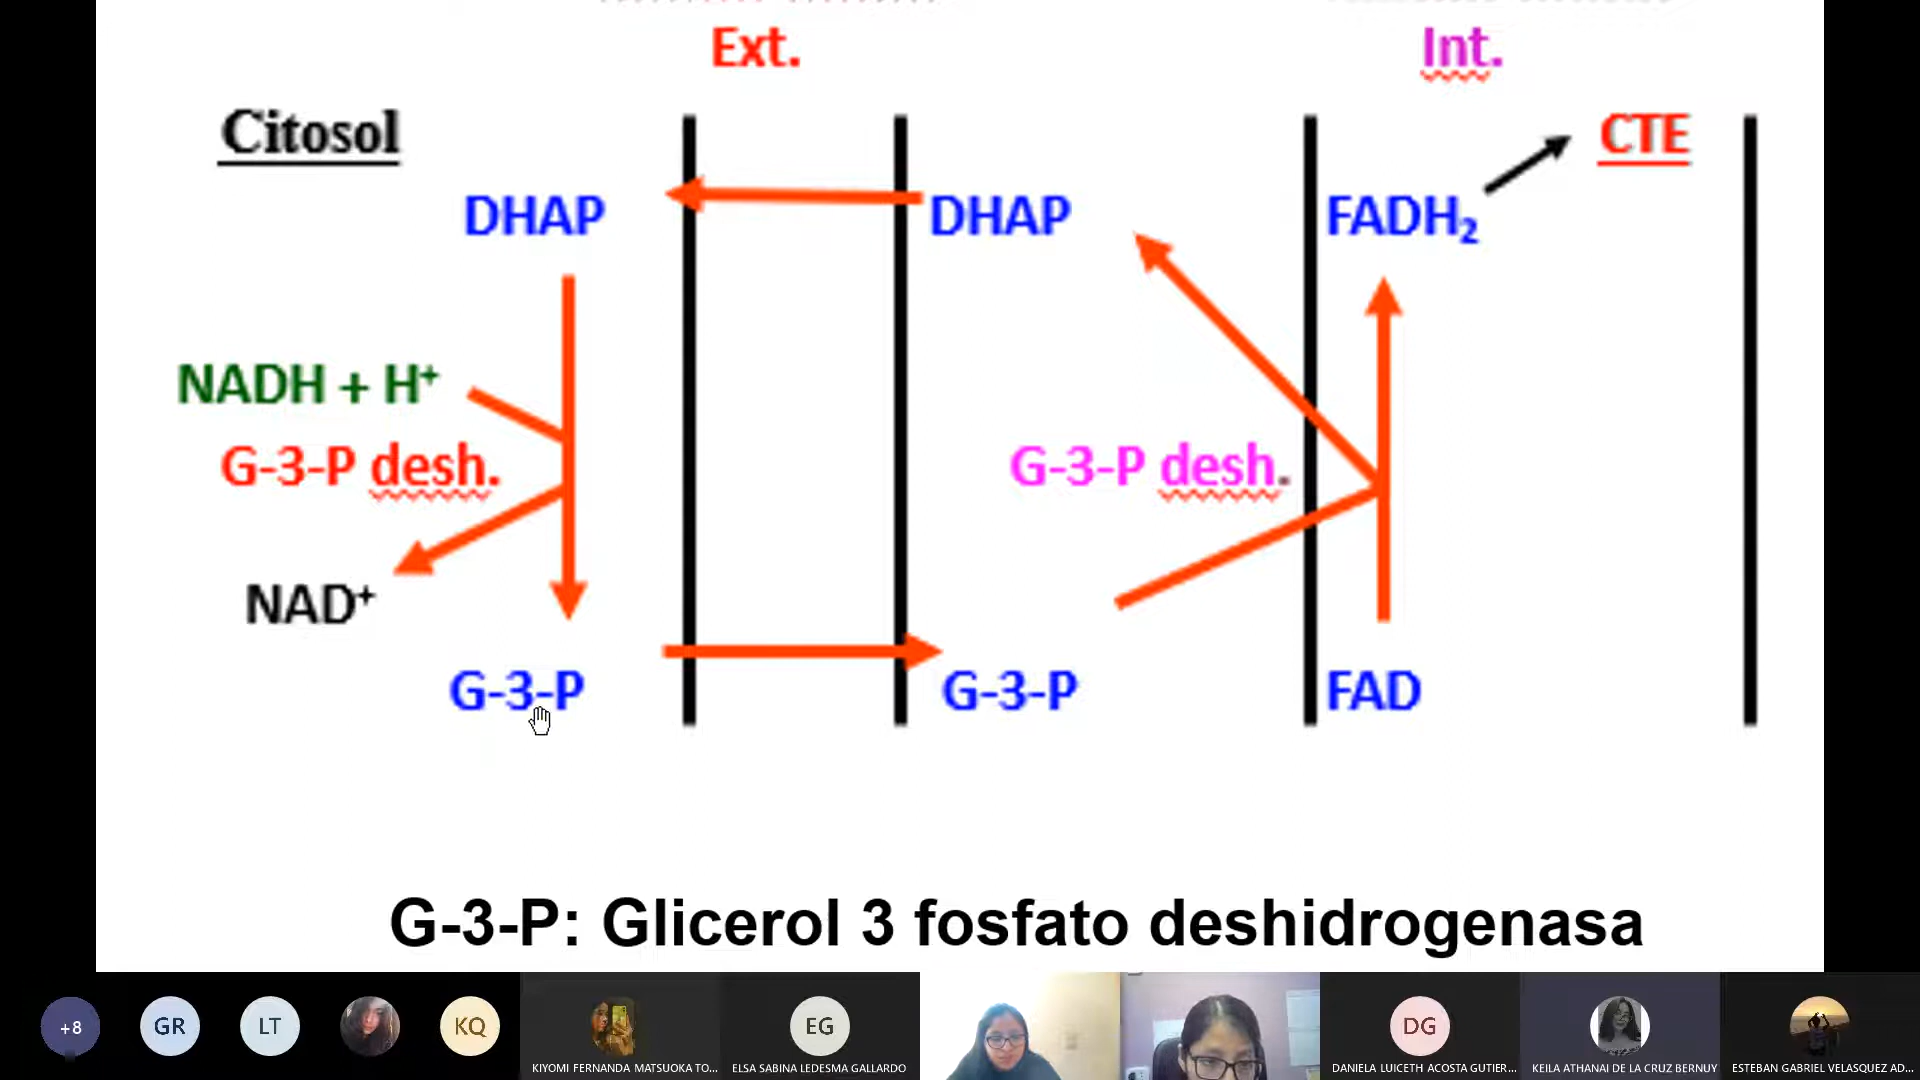 Ext.
Int.
Citosol
CTE
DHAP
DHAP
FADH₂
NADH + H⁺
G-3-P desh.
G-3-P desh.
NAD⁺
G-3-P
G-3-P
FAD
G-3-P: Glicerol 3 fosfato deshidrogenasa
+8
GR
LT
KQ
EG
DG
KIYOMI FERNANDA MATSUOKA TO...
ELSA SABINA LEDESMA GALLARDO
DANIELA LUICETH ACOSTA GUTIER...
KEILA ATHANAI DE LA CRUZ BERNUY
ESTEBAN GABRIEL VELASQUEZ AD...